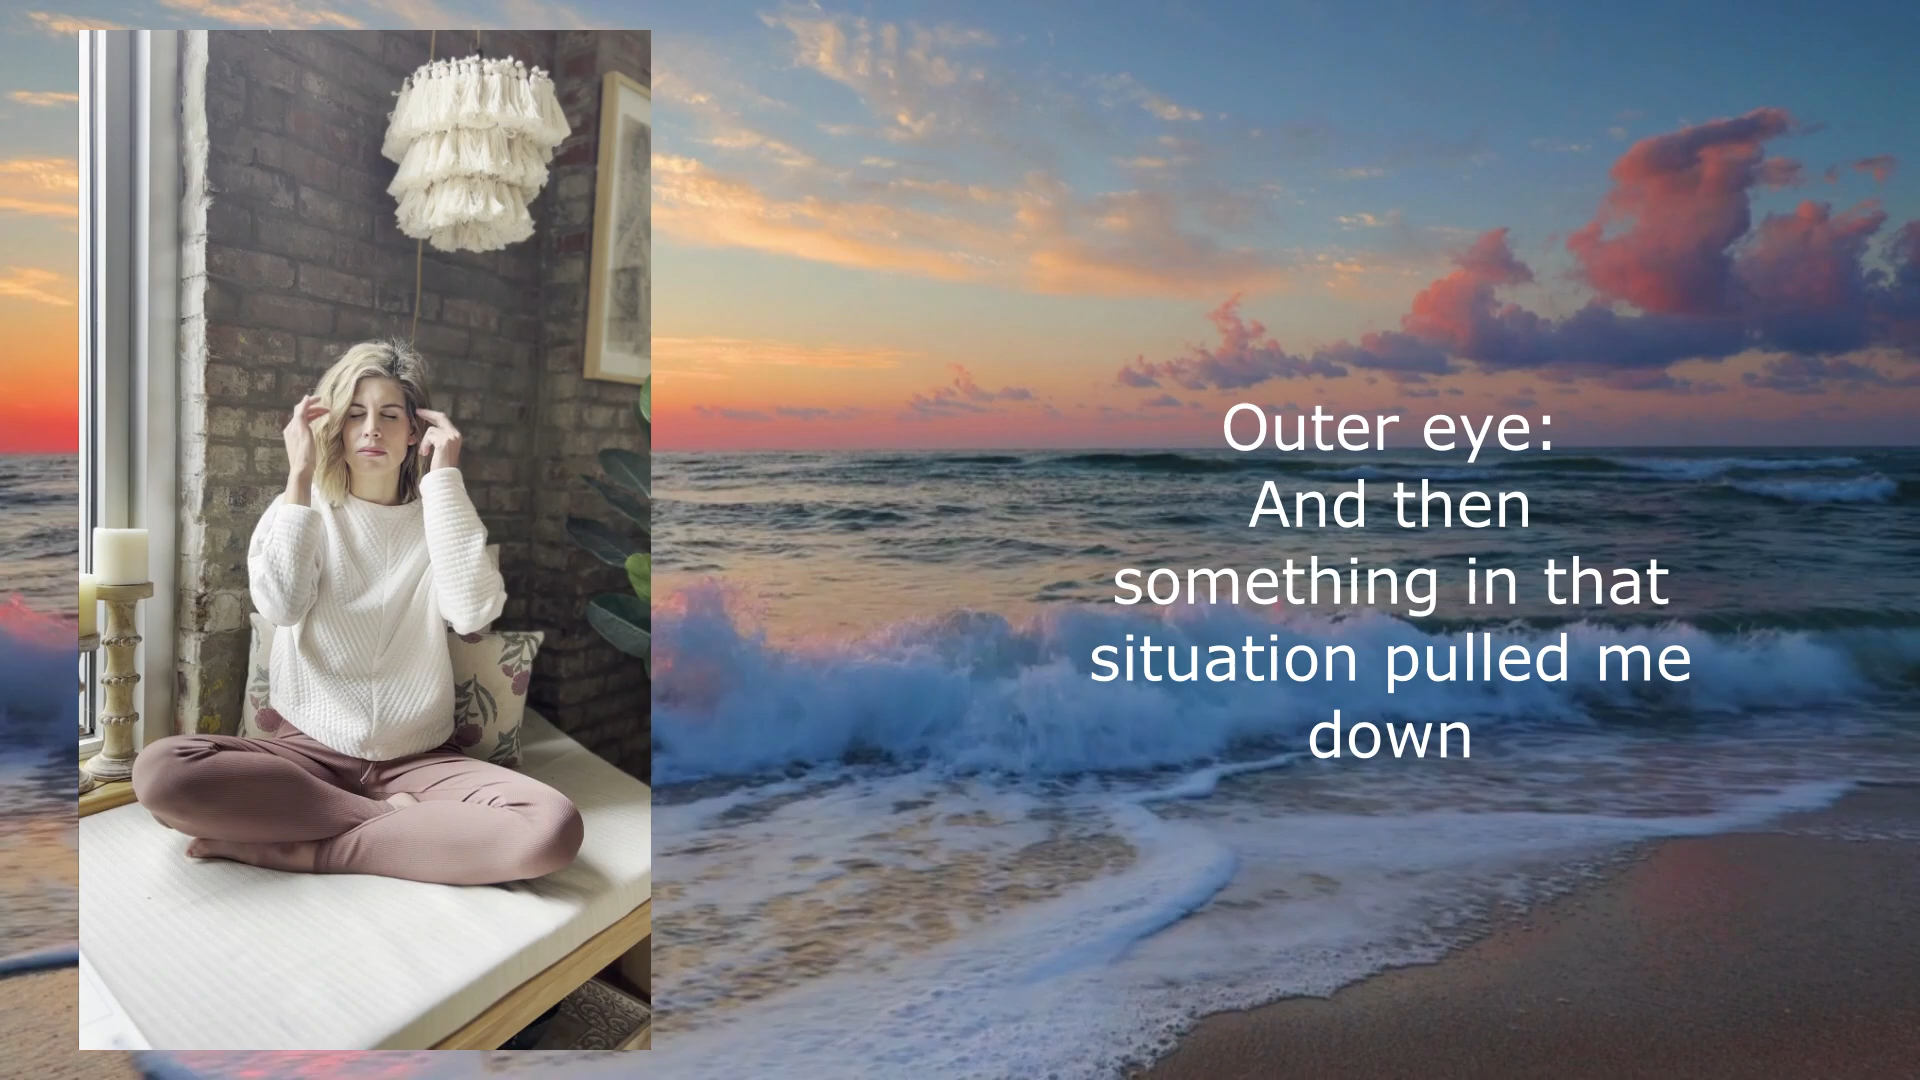 Outer eye:
And then
something in that
situation pulled me
down